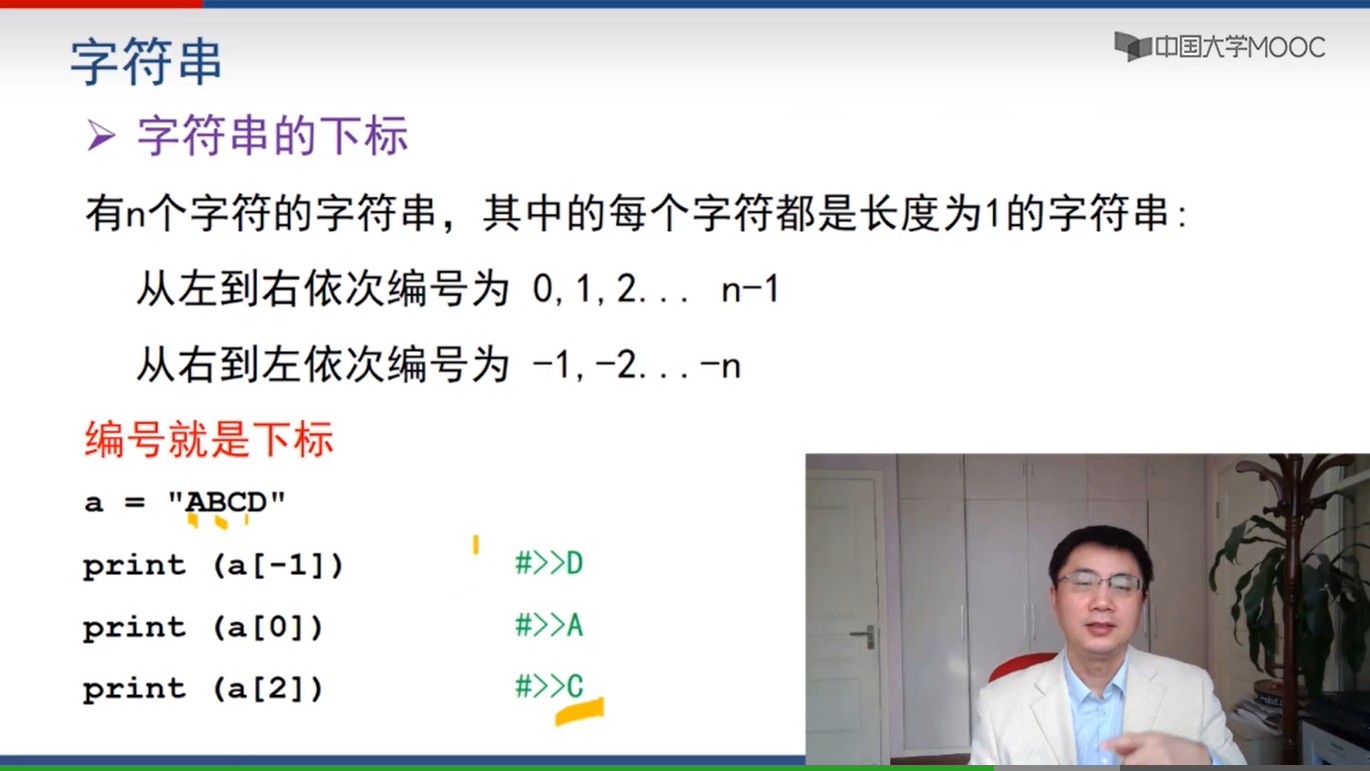 字符串
中国大学MOOC
➢ 字符串的下标
有n个字符的字符串，其中的每个字符都是长度为1的字符串:
从左到右依次编号为 0,1,2... n-1
从右到左依次编号为 -1,-2...-n
编号就是下标
a = "ABCD"
print (a[-1]) #>>D
print (a[0]) #>>A
print (a[2]) #>>C